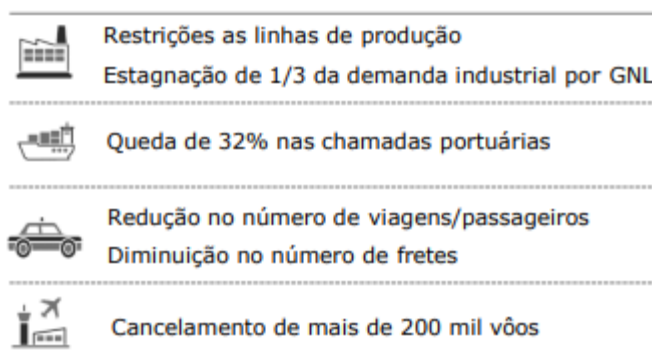 Restrições as linhas de produção
Estagnação de 1/3 da demanda industrial por GNL
Queda de 32% nas chamadas portuárias
Redução no número de viagens/passageiros
Diminuição no número de fretes
Cancelamento de mais de 200 mil vôos